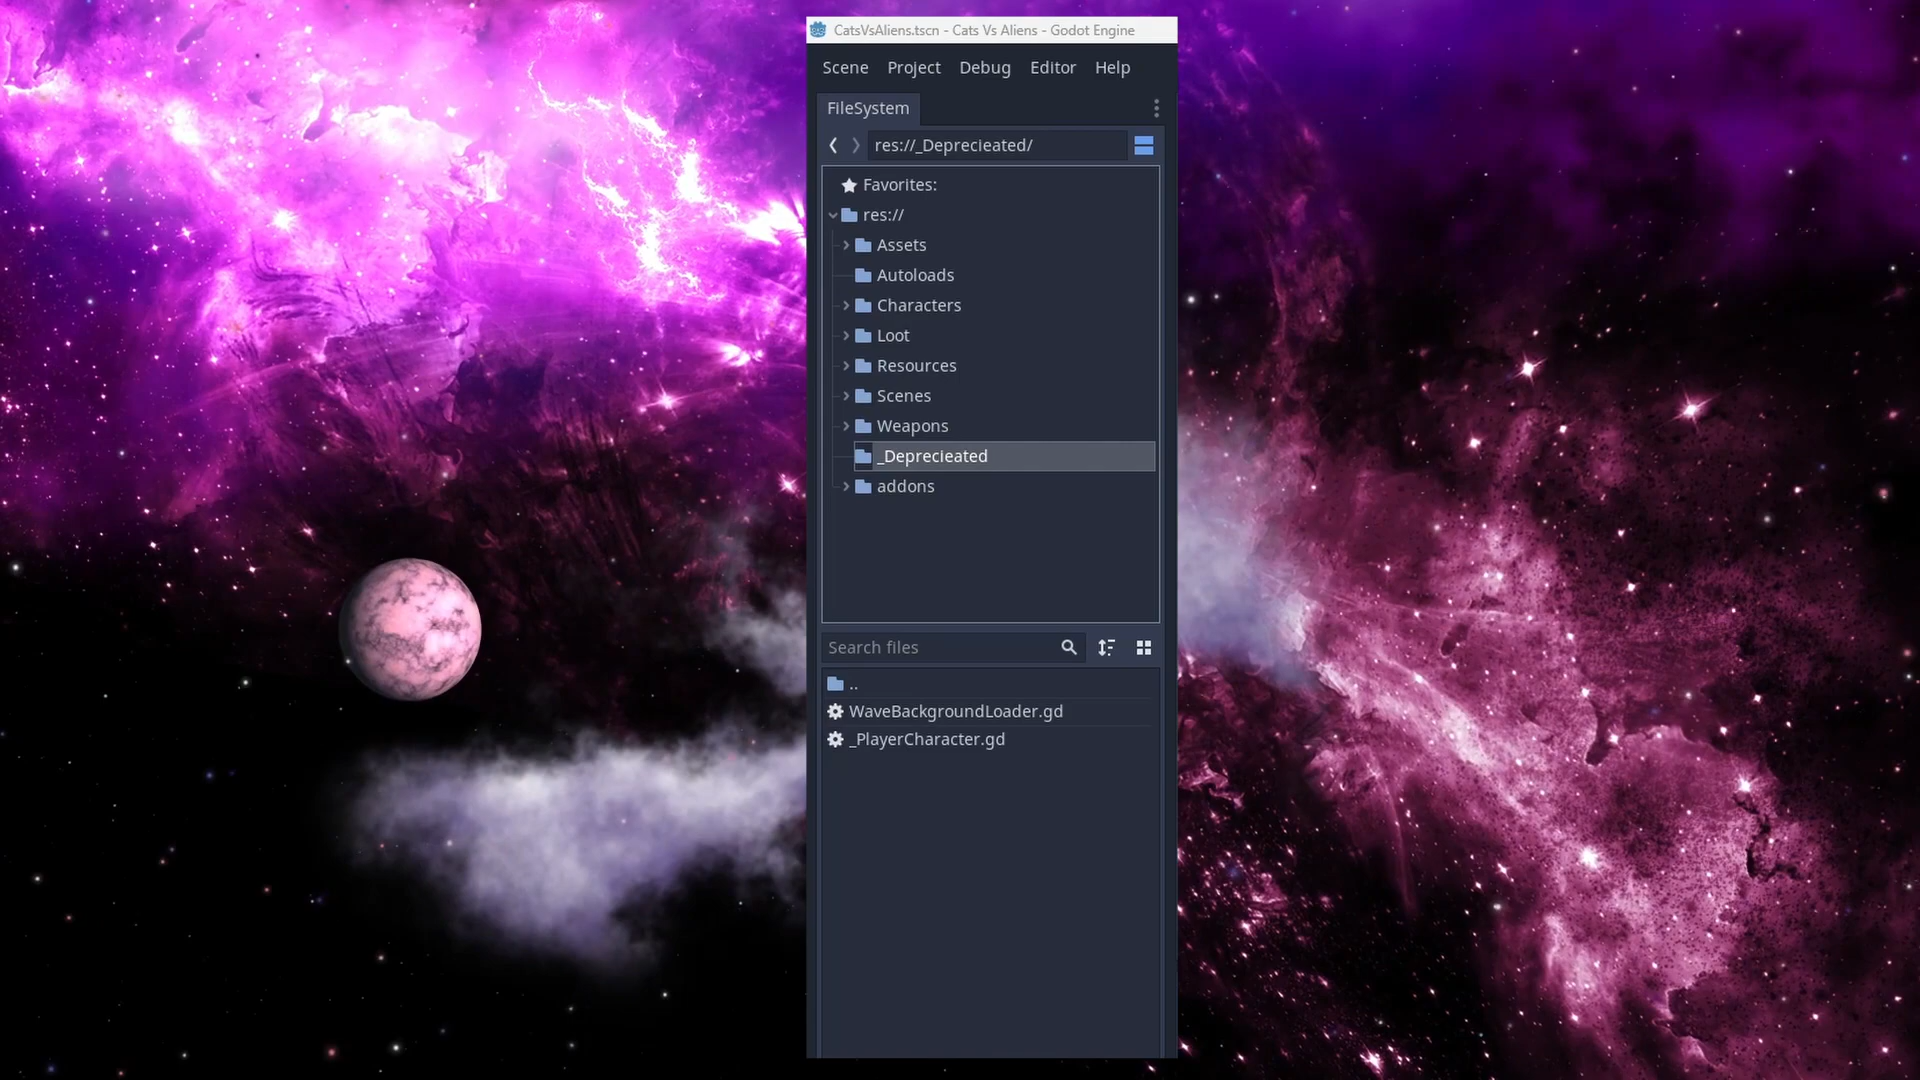 CatsVsAliens.tscn - Cats Vs Aliens - Godot Engine
Scene Project Debug Editor Help
FileSystem
res://_Deprecieated/
Favorites:
res://
Assets
Autoloads
Characters
Loot
Resources
Scenes
Weapons
_Deprecieated
addons
Search files
..
WaveBackgroundLoader.gd
_PlayerCharacter.gd